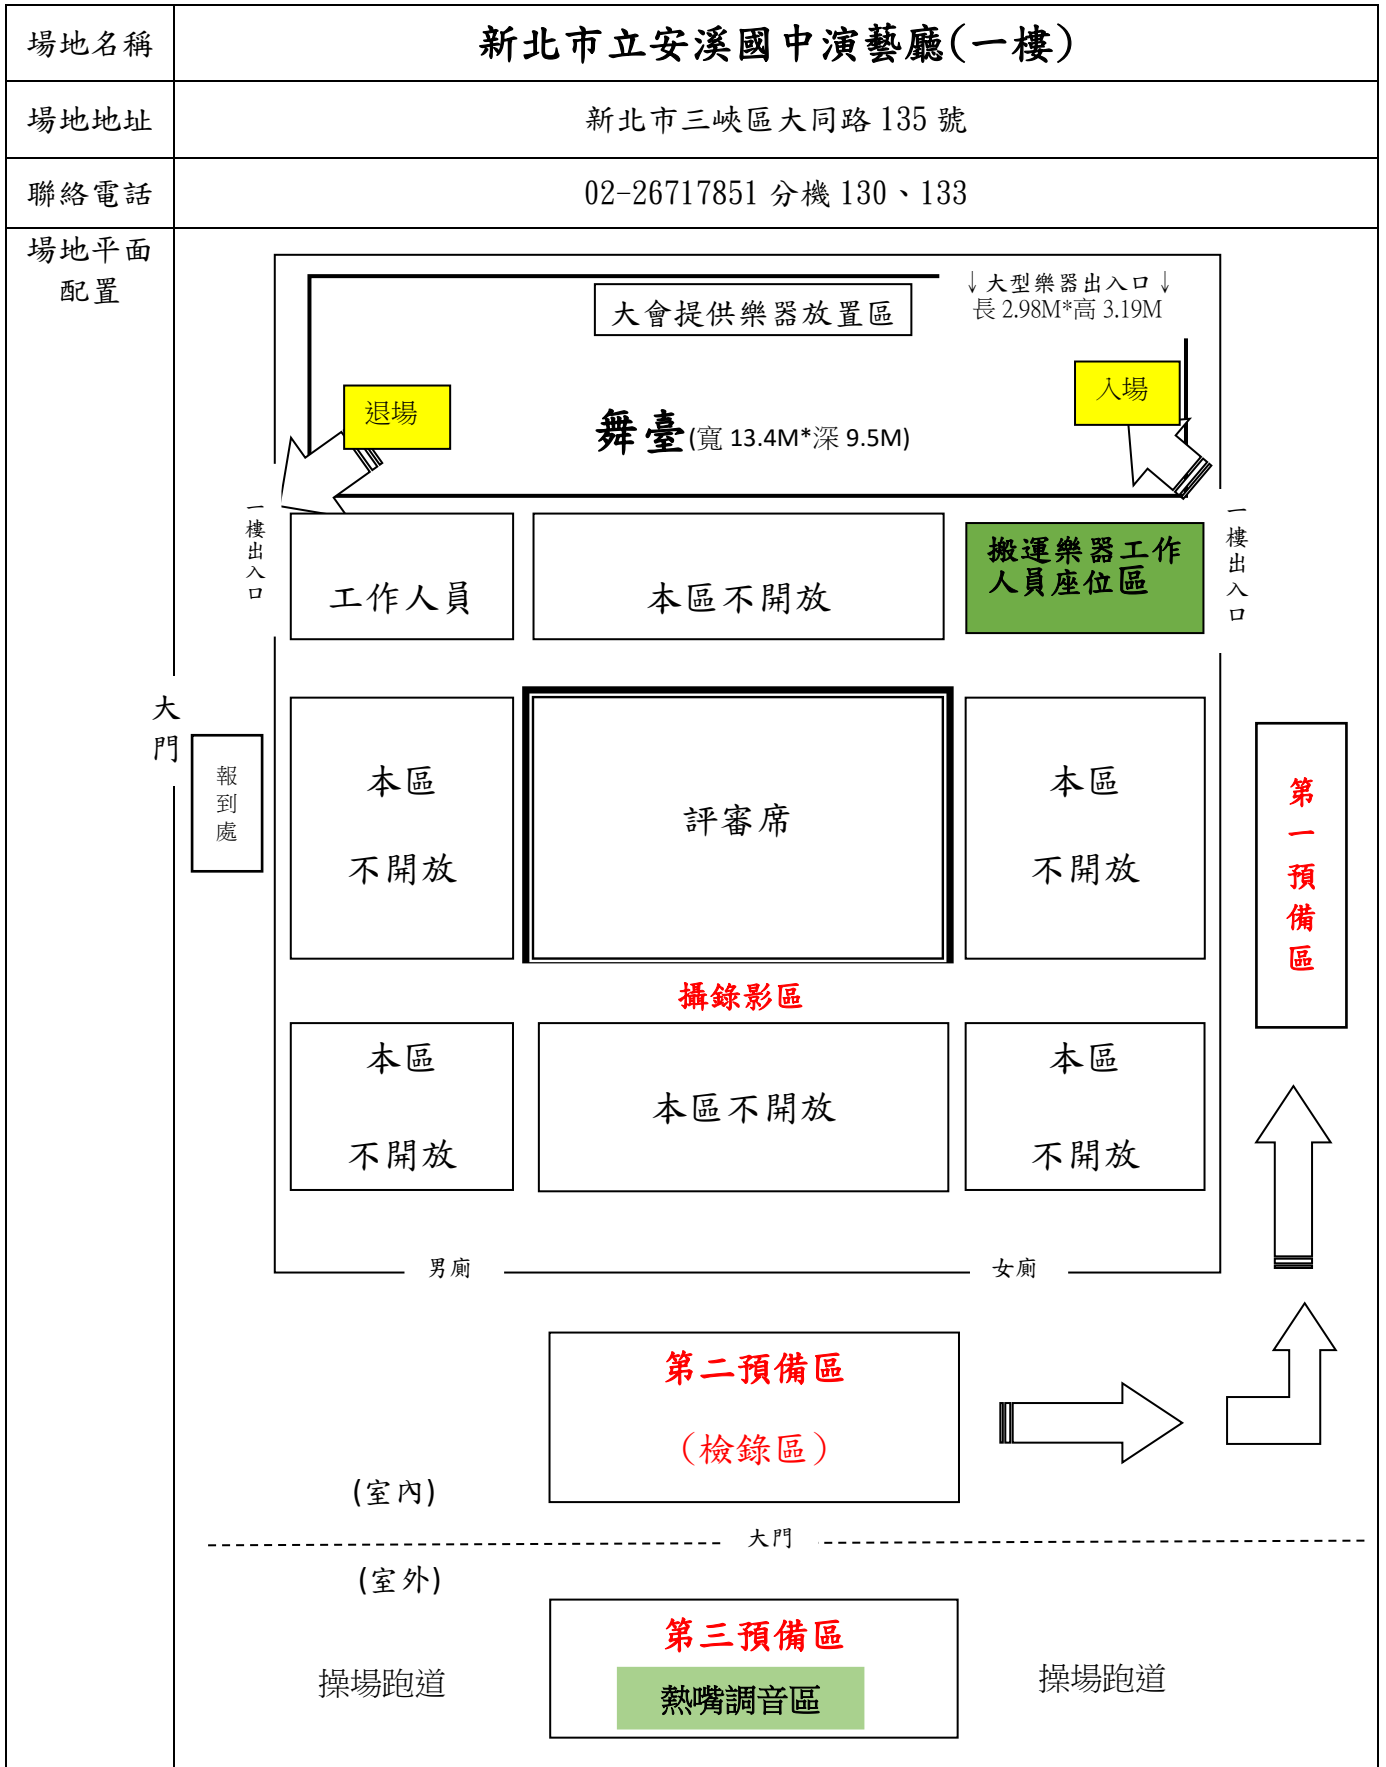 場地名稱
新北市立安溪國中演藝廳(一樓)
場地地址
新北市三峽區大同路 135 號
聯絡電話
02-26717851 分機 130、133
場地平面
配置
↓大型樂器出入口↓
長 2.98M*高 3.19M
大會提供樂器放置區
入場
退場
舞臺(寬 13.4M*深 9.5M)
一樓出入口
一樓出入口
工作人員
本區不開放
搬運樂器工作
人員座位區
大門
報到處
本區
不開放
評審席
本區
不開放
第一預備區
攝錄影區
本區
不開放
本區不開放
本區
不開放
男廁
女廁
第二預備區
（檢錄區）
(室內)
大門
(室外)
第三預備區
熱嘴調音區
操場跑道
操場跑道